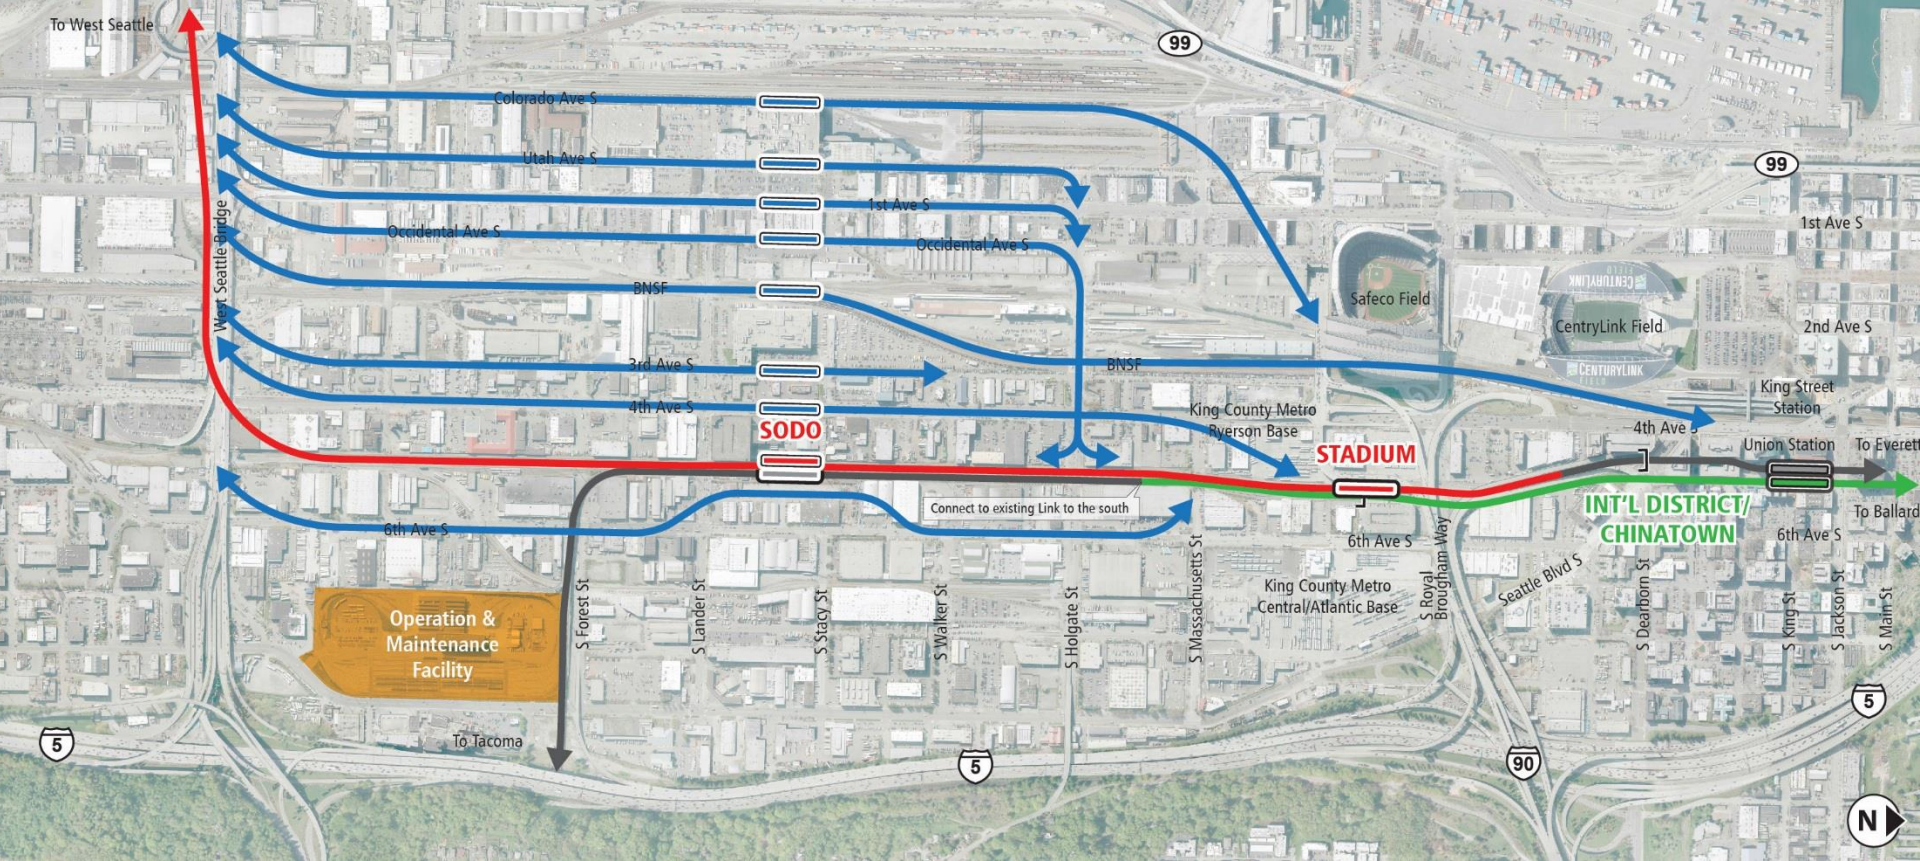 To West Seattle
99
Colorado Ave S
Utah Ave S
99
1st Ave S
1st Ave S
Occidental Ave S
Occidental Ave S
West Seattle Bridge
BNSF
Safeco Field
CENTURYLINK
FIELD
CentryLink Field
2nd Ave S
3rd Ave S
BNSF
CENTURYLINK
FIELD
King Street
Station
4th Ave S
King County Metro
Ryerson Base
SODO
STADIUM
4th Ave S
Union Station
To Everett
Connect to existing Link to the south
INT'L DISTRICT/
CHINATOWN
To Ballard
6th Ave S
6th Ave S
6th Ave S
Operation &
Maintenance
Facility
S Forest St
S Lander St
S Stacy St
S Walker St
S Holgate St
S Massachusetts St
King County Metro
Central/Atlantic Base
S Royal
Brougham Way
Seattle Blvd S
S Dearborn St
S King St
S Jackson St
S Main St
To Tacoma
5
5
90
5
N